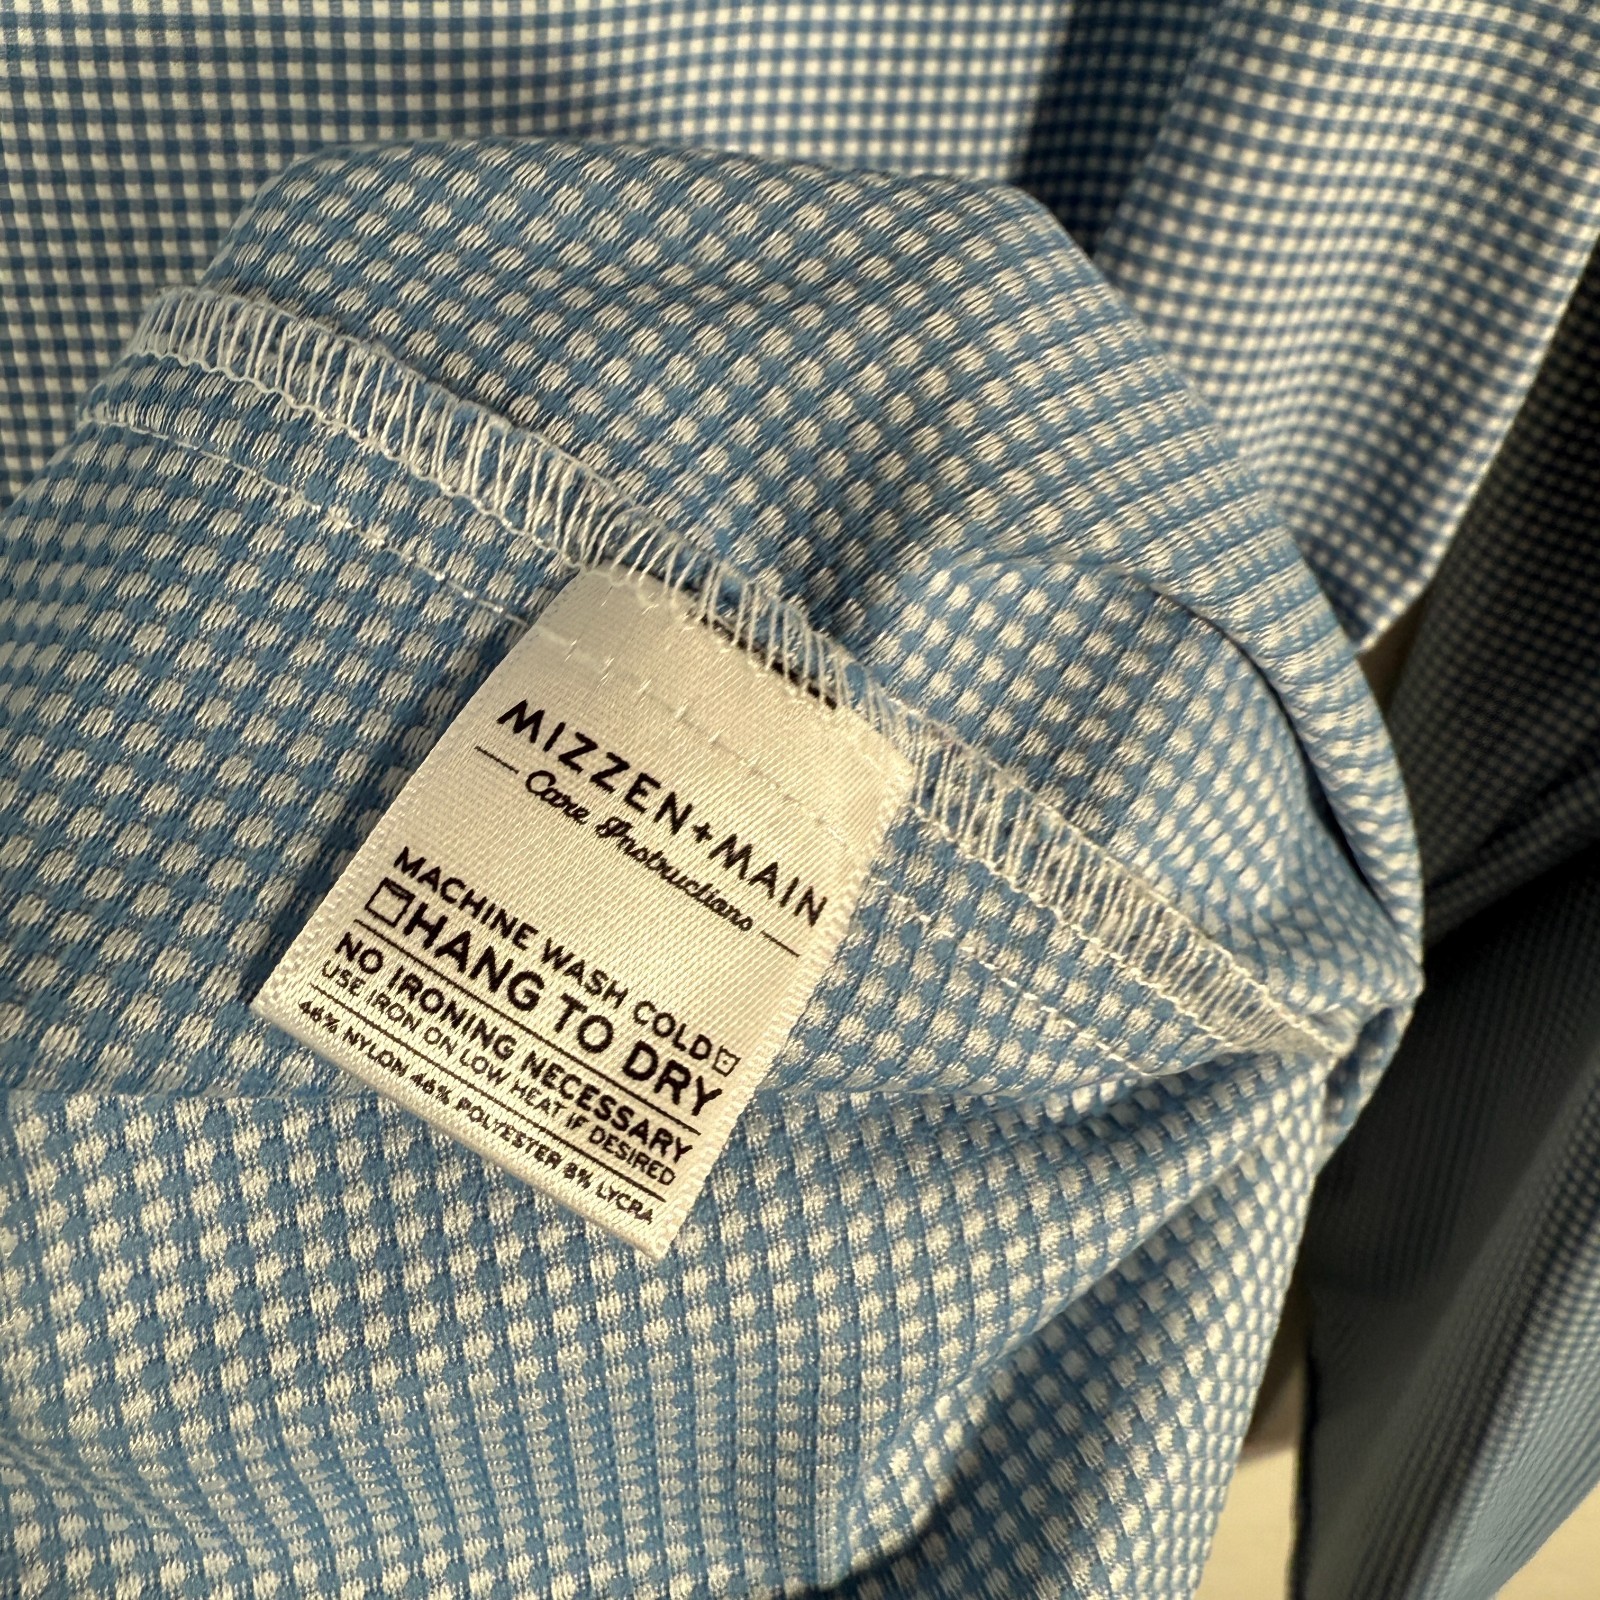 MIZZEN+MAIN
Care Instructions
MACHINE WASH COLD
HANG TO DRY
NO IRONING NECESSARY
USE IRON ON LOW HEAT IF DESIRED
46% NYLON 46% POLYESTER 8% LYCRA